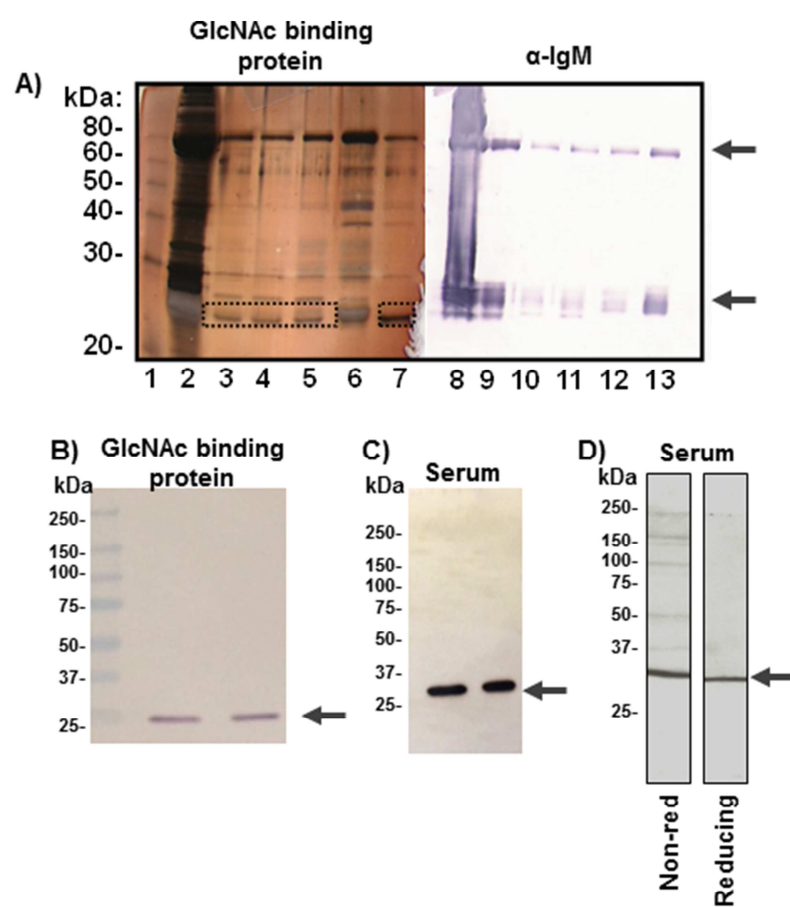 GlcNAc binding
protein
α-IgM
A)
kDa:
80-
60-
50-
40-
30-
20-
1 2 3 4 5 6 7 8 9 10 11 12 13
B)
GlcNAc binding
protein
kDa
250-
150-
100-
75-
50-
37-
25-
C)
Serum
kDa
250-
150-
100-
75-
50-
37-
25-
D)
Serum
kDa
250-
150-
100-
75-
50-
37-
25-
Non-red
Reducing